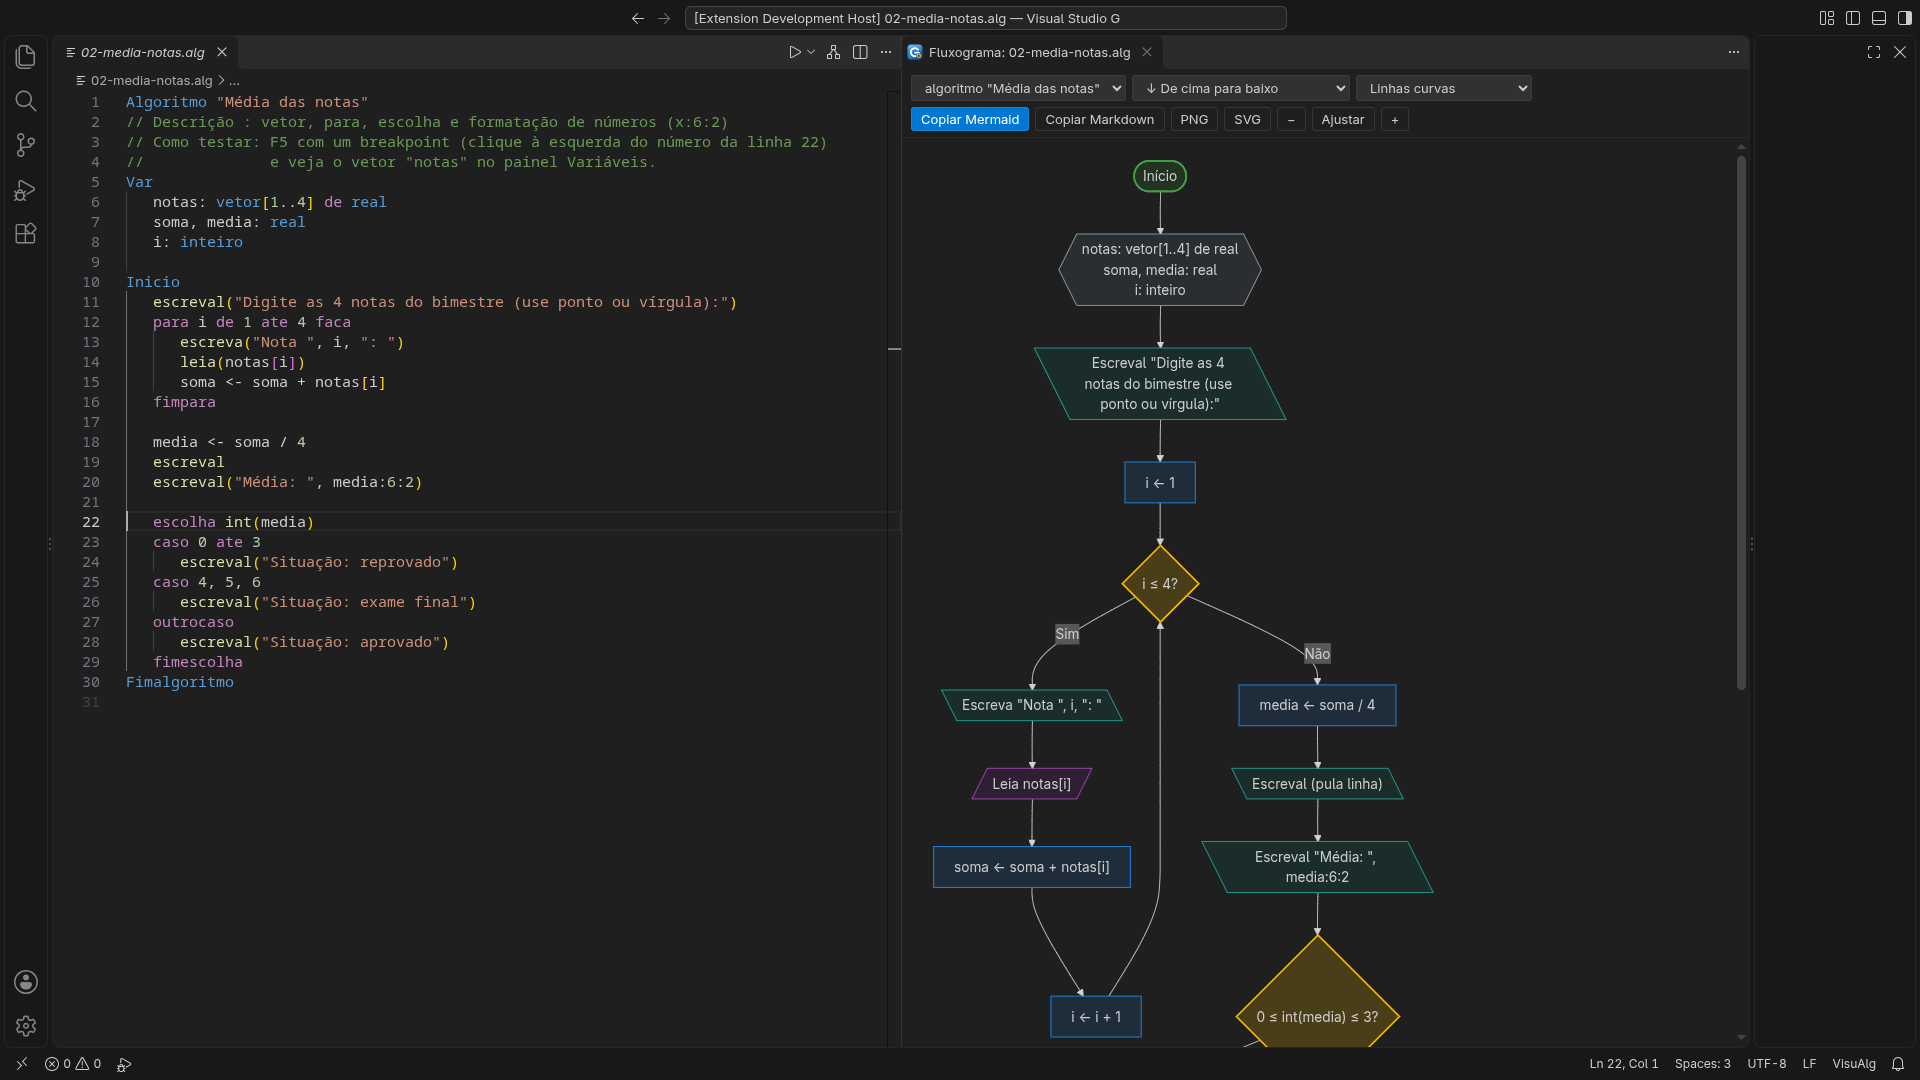 [Extension Development Host] 02-media-notas.alg — Visual Studio G
02-media-notas.alg
02-media-notas.alg > ...
1 Algoritmo "Média das notas"
2 // Descrição : vetor, para, escolha e formatação de números (x:6:2)
3 // Como testar: F5 com um breakpoint (clique à esquerda do número da linha 22)
4 //              e veja o vetor "notas" no painel Variáveis.
5 Var
6    notas: vetor[1..4] de real
7    soma, media: real
8    i: inteiro
9
10 Inicio
11    escreval("Digite as 4 notas do bimestre (use ponto ou vírgula):")
12    para i de 1 ate 4 faca
13       escreva("Nota ", i, ": ")
14       leia(notas[i])
15       soma <- soma + notas[i]
16    fimpara
17
18    media <- soma / 4
19    escreval
20    escreval("Média: ", media:6:2)
21
22    escolha int(media)
23    caso 0 ate 3
24       escreval("Situação: reprovado")
25    caso 4, 5, 6
26       escreval("Situação: exame final")
27    outrocaso
28       escreval("Situação: aprovado")
29    fimescolha
30 Fimalgoritmo
31
Fluxograma: 02-media-notas.alg
algoritmo "Média das notas"
↓ De cima para baixo
Linhas curvas
Copiar Mermaid
Copiar Markdown
PNG
SVG
−
Ajustar
+
Início
notas: vetor[1..4] de real
soma, media: real
i: inteiro
Escreval "Digite as 4
notas do bimestre (use
ponto ou vírgula):"
i ← 1
i ≤ 4?
Sim
Não
Escreva "Nota ", i, ": "
media ← soma / 4
Leia notas[i]
Escreval (pula linha)
soma ← soma + notas[i]
Escreval "Média: ",
media:6:2
i ← i + 1
0 ≤ int(media) ≤ 3?
0
0
Ln 22, Col 1
Spaces: 3
UTF-8
LF
VisuAlg